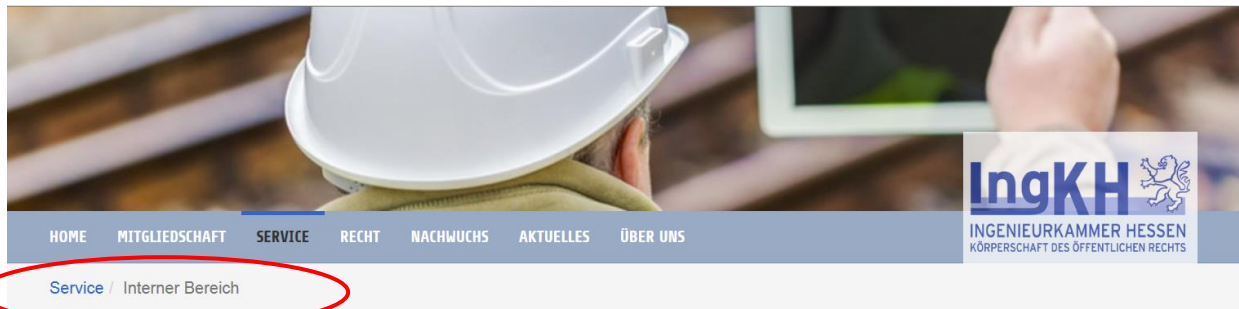 IngKH
INGENIEURKAMMER HESSEN
KÖRPERSCHAFT DES ÖFFENTLICHEN RECHTS
HOME MITGLIEDSCHAFT SERVICE RECHT NACHWUCHS AKTUELLES ÜBER UNS
Service / Interner Bereich